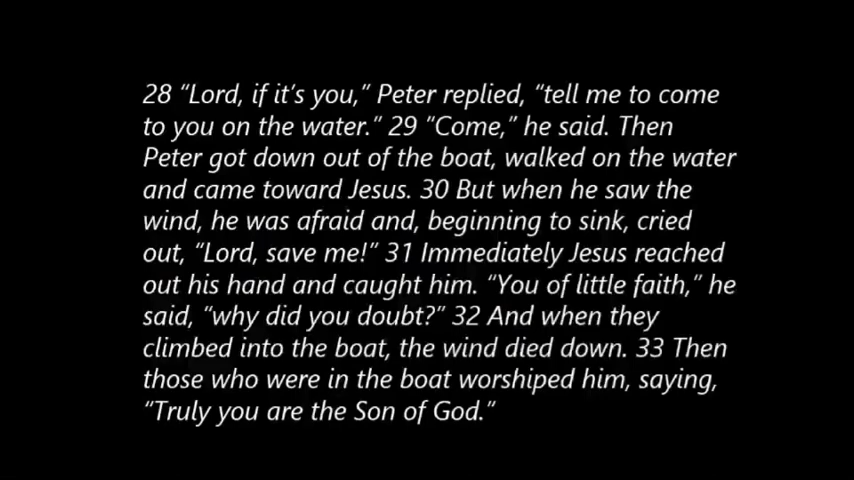 28 “Lord, if it’s you,” Peter replied, “tell me to come
to you on the water.” 29 “Come,” he said. Then
Peter got down out of the boat, walked on the water
and came toward Jesus. 30 But when he saw the
wind, he was afraid and, beginning to sink, cried
out, “Lord, save me!” 31 Immediately Jesus reached
out his hand and caught him. “You of little faith,” he
said, “why did you doubt?” 32 And when they
climbed into the boat, the wind died down. 33 Then
those who were in the boat worshiped him, saying,
“Truly you are the Son of God.“